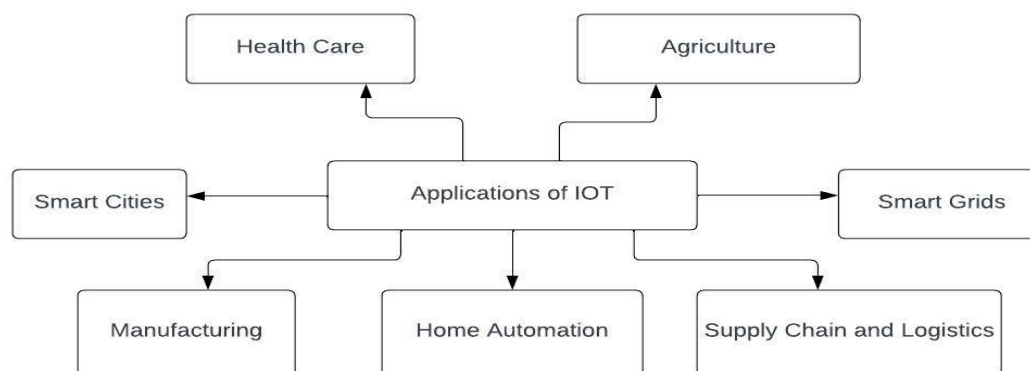 Health Care
Agriculture
Smart Cities
Applications of IOT
Smart Grids
Manufacturing
Home Automation
Supply Chain and Logistics